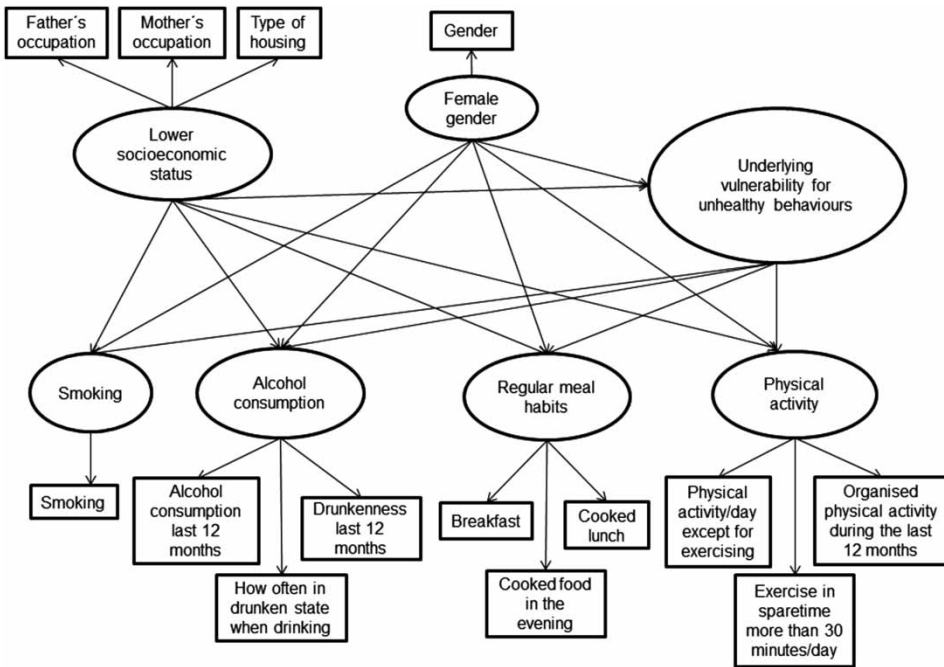 Father´s
occupation
Mother´s
occupation
Type of
housing
Gender
Lower
socioeconomic
status
Female
gender
Underlying
vulnerability for
unhealthy behaviours
Smoking
Alcohol
consumption
Regular meal
habits
Physical
activity
Smoking
Alcohol
consumption
last 12
months
Drunkenness
last 12
months
How often in
drunken state
when drinking
Breakfast
Cooked
lunch
Cooked food
in the
evening
Physical
activity/day
except for
exercising
Organised
physical activity
during the last
12 months
Exercise in
sparetime
more than 30
minutes/day